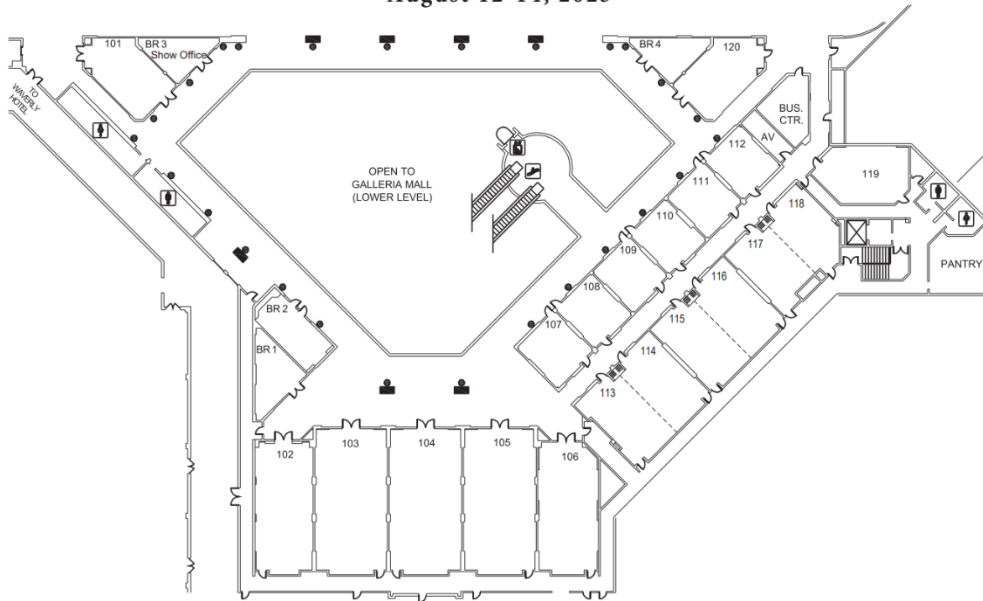 August 12-14, 2023
101
BR 3
Show Office
BR 4
120
TO
WAVERLY
HOTEL
BUS.
CTR.
AV
112
OPEN TO
GALLERIA MALL
(LOWER LEVEL)
111
119
110
118
117
109
116
PANTRY
108
115
BR 2
107
114
BR 1
113
102
103
104
105
106